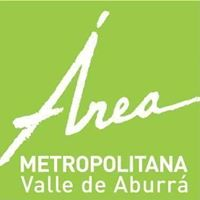 Área
METROPOLITANA
Valle de Aburrá